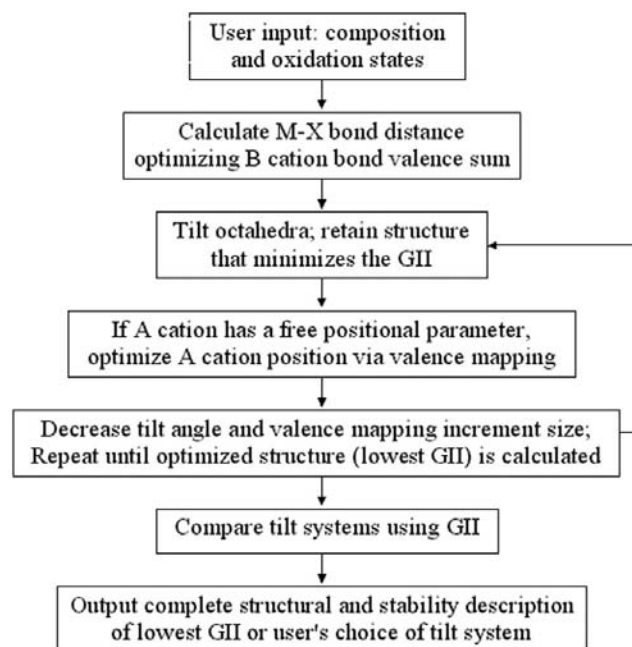 User input: composition
and oxidation states
Calculate M-X bond distance
optimizing B cation bond valence sum
Tilt octahedra; retain structure
that minimizes the GII
If A cation has a free positional parameter,
optimize A cation position via valence mapping
Decrease tilt angle and valence mapping increment size;
Repeat until optimized structure (lowest GII) is calculated
Compare tilt systems using GII
Output complete structural and stability description
of lowest GII or user's choice of tilt system